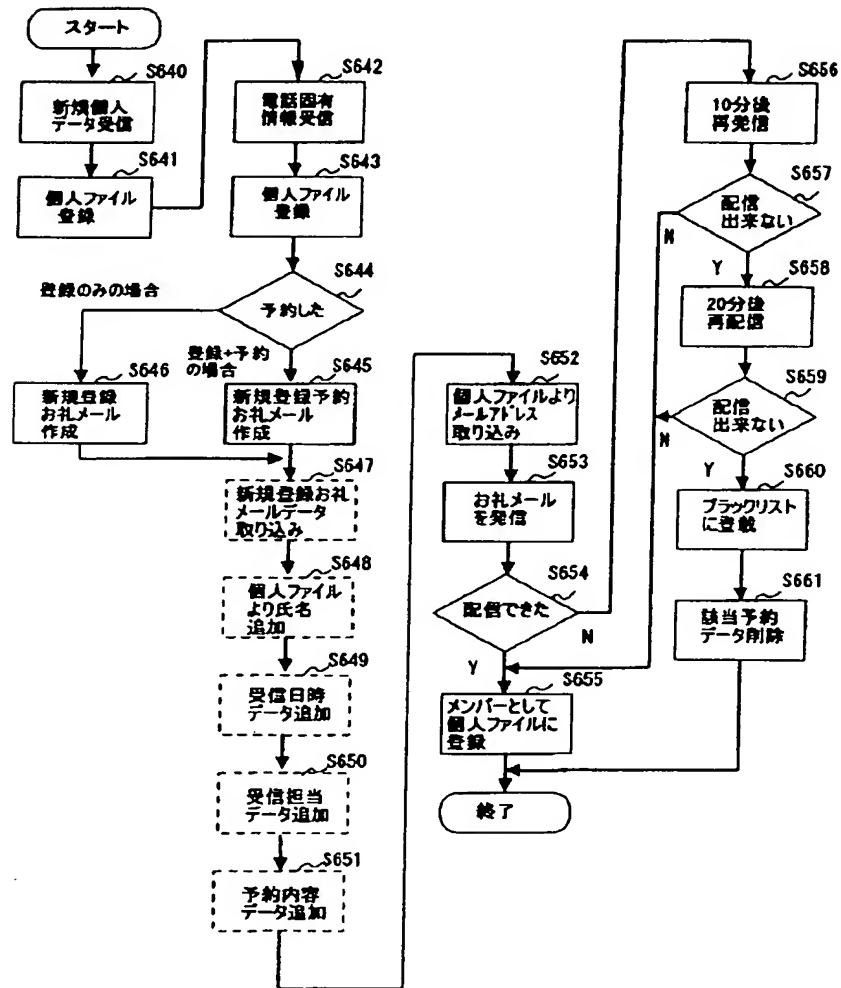 スタート
S640
新規個人
データ受信
S641
個人ファイル
登録
S642
電話固有
情報受信
S643
個人ファイル
登録
S644
予約した
登録のみの場合
登録+予約
の場合
S646
新規登録
お礼メール
作成
S645
新規登録予約
お礼メール
作成
S647
新規登録お礼
メールデータ
取り込み
S648
個人ファイル
より氏名
追加
S649
受信日時
データ追加
S650
受信担当
データ追加
S651
予約内容
データ追加
S652
個人ファイルより
メールアドレス
取り込み
S653
お礼メール
を発信
S654
配信できた
N
Y
S655
メンバーとして
個人ファイルに
登録
終了
S656
10分後
再発信
S657
配信
出来ない
N
Y
S658
20分後
再配信
S659
配信
出来ない
N
Y
S660
ブラックリスト
に登載
S661
該当予約
データ削除